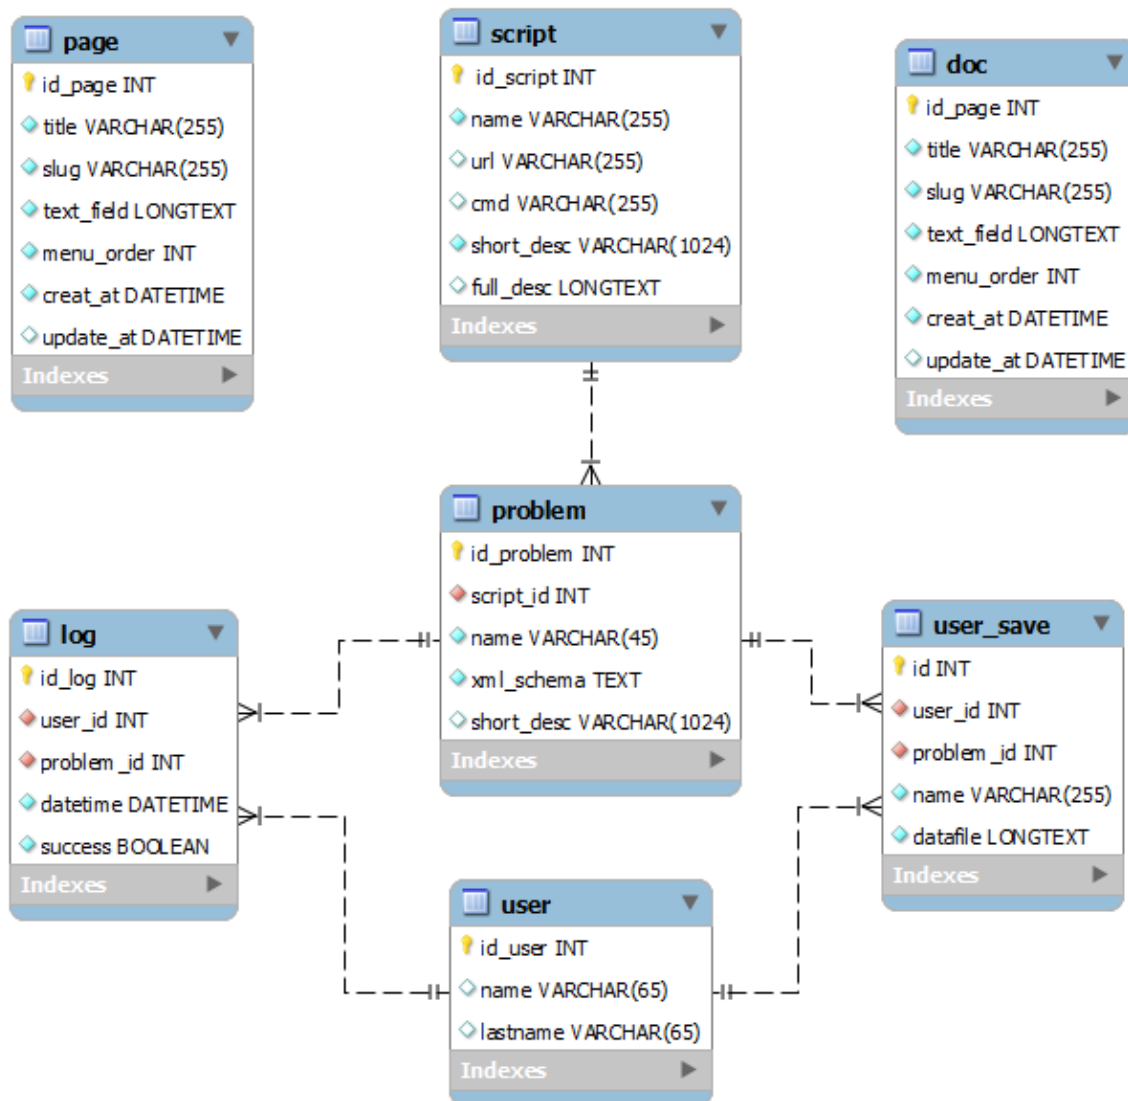 page
id_page INT
title VARCHAR(255)
slug VARCHAR(255)
text_field LONGTEXT
menu_order INT
creat_at DATETIME
update_at DATETIME
Indexes
script
id_script INT
name VARCHAR(255)
url VARCHAR(255)
cmd VARCHAR(255)
short_desc VARCHAR(1024)
full_desc LONGTEXT
Indexes
doc
id_page INT
title VARCHAR(255)
slug VARCHAR(255)
text_field LONGTEXT
menu_order INT
creat_at DATETIME
update_at DATETIME
Indexes
problem
id_problem INT
script_id INT
name VARCHAR(45)
xml_schema TEXT
short_desc VARCHAR(1024)
Indexes
log
id_log INT
user_id INT
problem_id INT
datetime DATETIME
success BOOLEAN
Indexes
user_save
id INT
user_id INT
problem_id INT
name VARCHAR(255)
datafile LONGTEXT
Indexes
user
id_user INT
name VARCHAR(65)
lastname VARCHAR(65)
Indexes